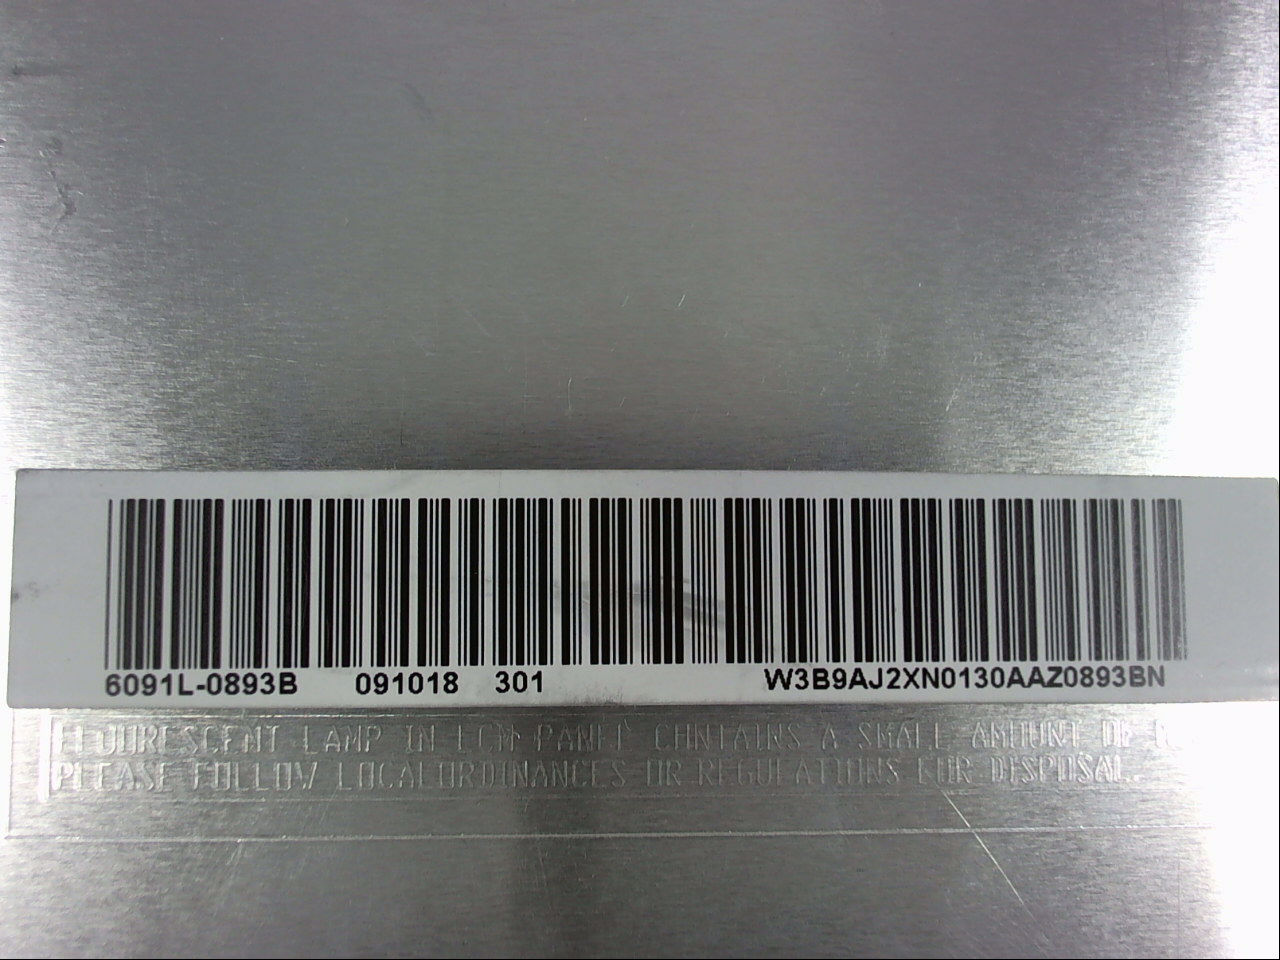 6091L-0893B 091018 301 W3B9AJ2XN0130AAZ0893BN
FLOURESCENT LAMP IN LCM PANEL CONTAINS A SMALL AMOUNT OF
PLEASE FOLLOW LOCALORDINANCES OR REGULATIONS FOR DISPOSAL.